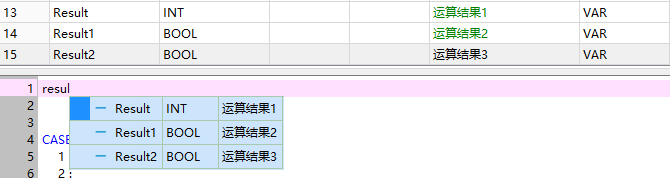 13 Result INT 运算结果1 VAR
14 Result1 BOOL 运算结果2 VAR
15 Result2 BOOL 运算结果3 VAR
1 resul
2 Result INT 运算结果1
3 Result1 BOOL 运算结果2
4 CASE
5 1 Result2 BOOL 运算结果3
6 2: